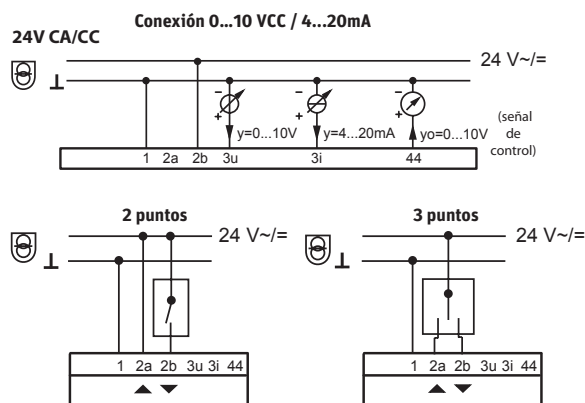 Conexión 0...10 VCC / 4...20mA
24V CA/CC
24 V~/=
⊥
− − −
+ + +
y=0...10V y=4...20mA yo=0...10V
(señal
de
control)
1 2a 2b 3u 3i 44
2 puntos
24 V~/=
⊥
1 2a 2b 3u 3i 44
▲ ▼
3 puntos
24 V~/=
⊥
1 2a 2b 3u 3i 44
▲ ▼